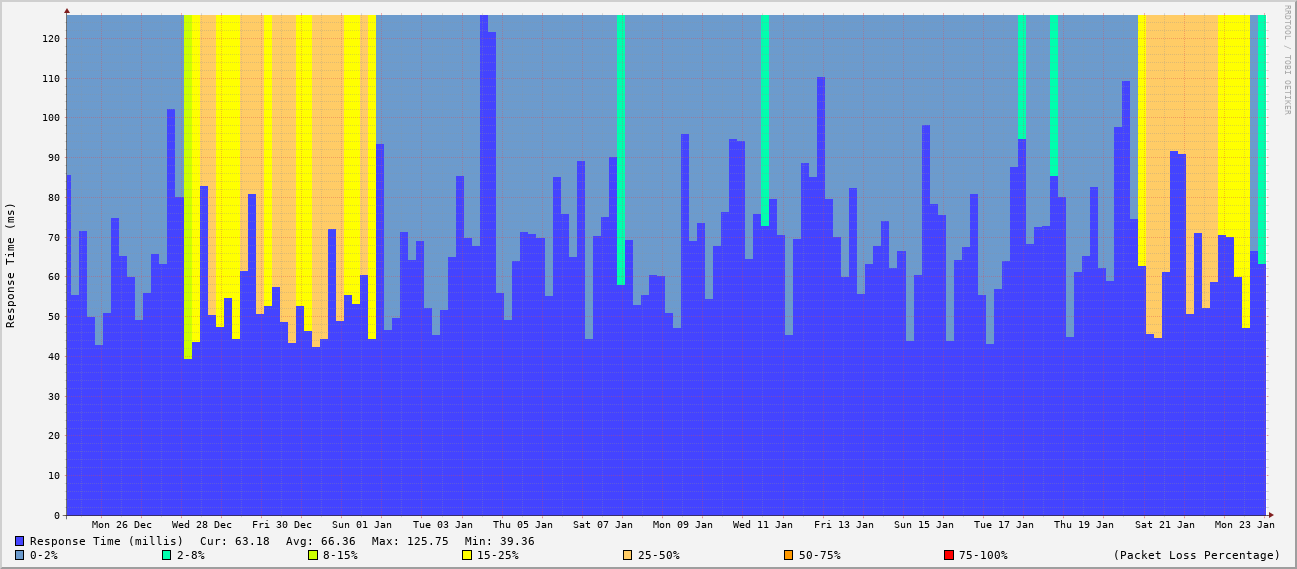 RRDTOOL / TOBI OETIKER
Response Time (ms)
120
110
100
90
80
70
60
50
40
30
20
10
0
Mon 26 Dec Wed 28 Dec Fri 30 Dec Sun 01 Jan Tue 03 Jan Thu 05 Jan Sat 07 Jan Mon 09 Jan Wed 11 Jan Fri 13 Jan Sun 15 Jan Tue 17 Jan Thu 19 Jan Sat 21 Jan Mon 23 Jan
Response Time (millis) Cur: 63.18 Avg: 66.36 Max: 125.75 Min: 39.36
0-2% 2-8% 8-15% 15-25% 25-50% 50-75% 75-100% (Packet Loss Percentage)